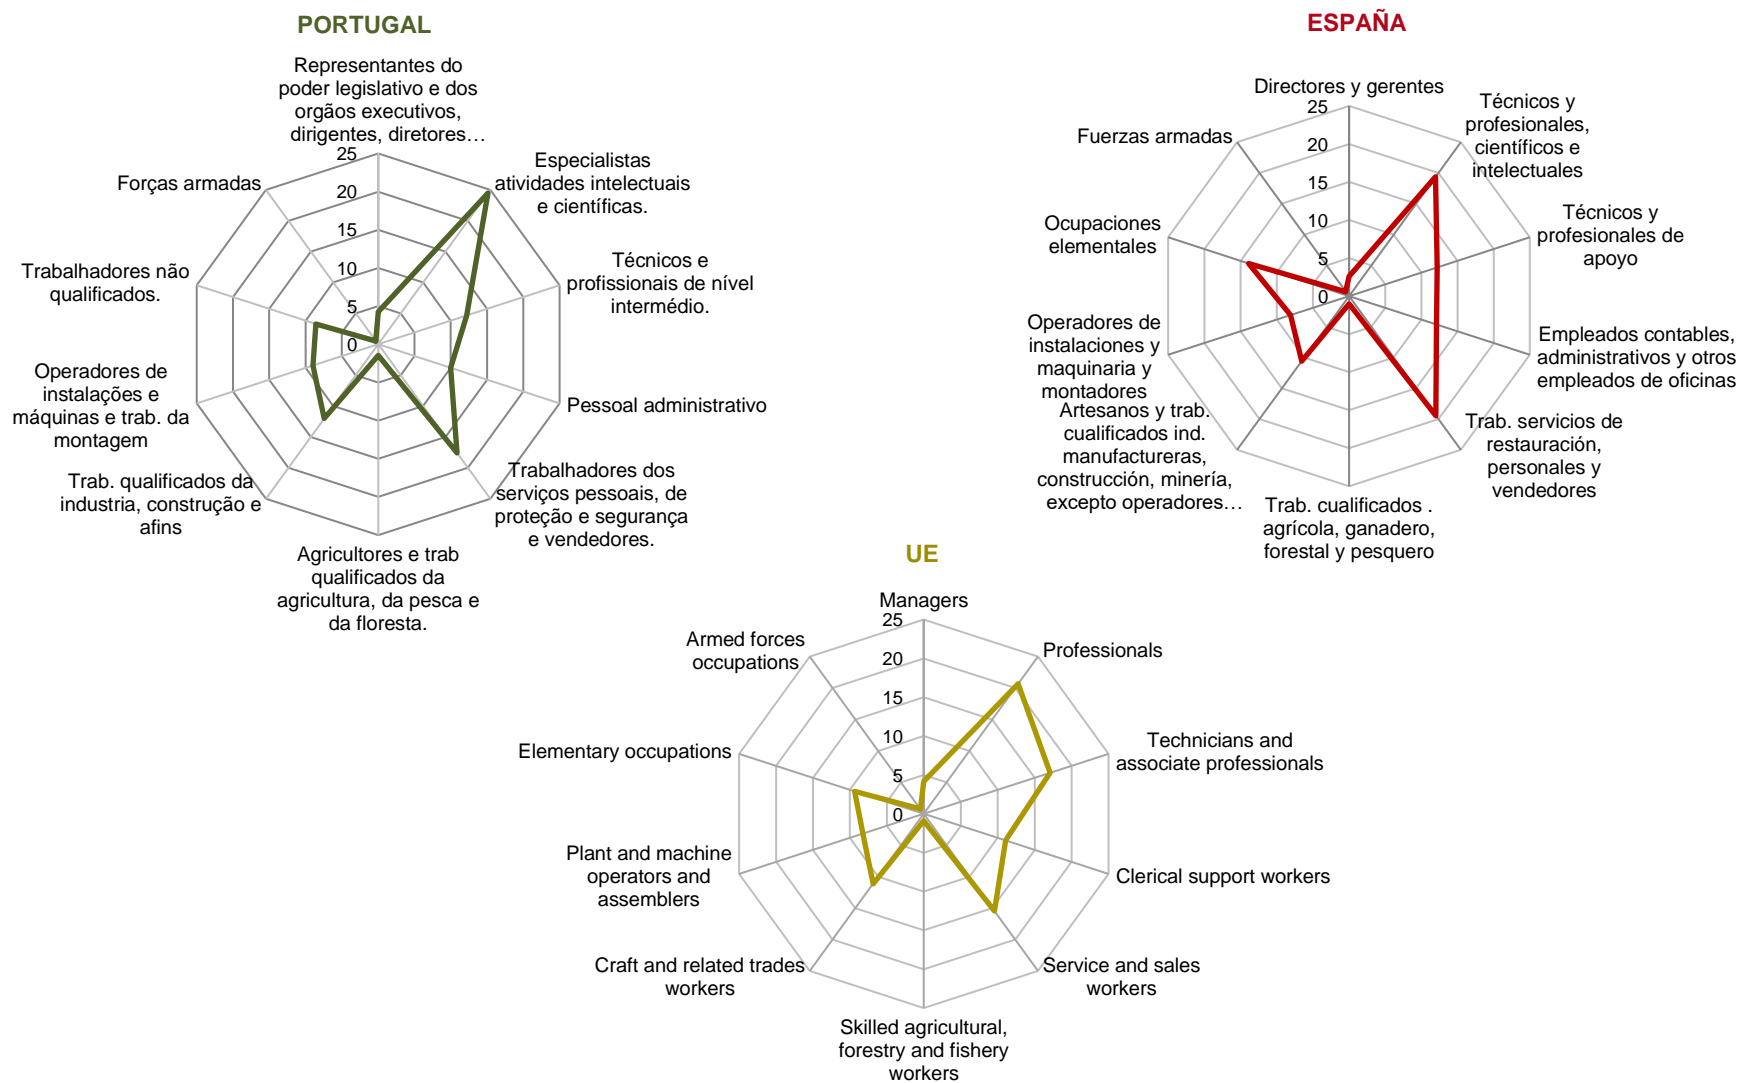 PORTUGAL
Representantes do
poder legislativo e dos
orgãos executivos,
dirigentes, diretores…
Especialistas
atividades intelectuais
e científicas.
Técnicos e
profissionais de nível
intermédio.
Pessoal administrativo
Trabalhadores dos
serviços pessoais, de
proteção e segurança
e vendedores.
Agricultores e trab
qualificados da
agricultura, da pesca e
da floresta.
Trab. qualificados da
industria, construção e
afins
Operadores de
instalações e
máquinas e trab. da
montagem
Trabalhadores não
qualificados.
Forças armadas
25
20
15
10
5
0
ESPAÑA
Directores y gerentes
Técnicos y
profesionales,
científicos e
intelectuales
Técnicos y
profesionales de
apoyo
Empleados contables,
administrativos y otros
empleados de oficinas
Trab. servicios de
restauración,
personales y
vendedores
Trab. cualificados .
agrícola, ganadero,
forestal y pesquero
Artesanos y trab.
cualificados ind.
manufactureras,
construcción, minería,
excepto operadores…
Operadores de
instalaciones y
maquinaria y
montadores
Ocupaciones
elementales
Fuerzas armadas
25
20
15
10
5
0
UE
Managers
Professionals
Technicians and
associate professionals
Clerical support workers
Service and sales
workers
Skilled agricultural,
forestry and fishery
workers
Craft and related trades
workers
Plant and machine
operators and
assemblers
Elementary occupations
Armed forces
occupations
25
20
15
10
5
0